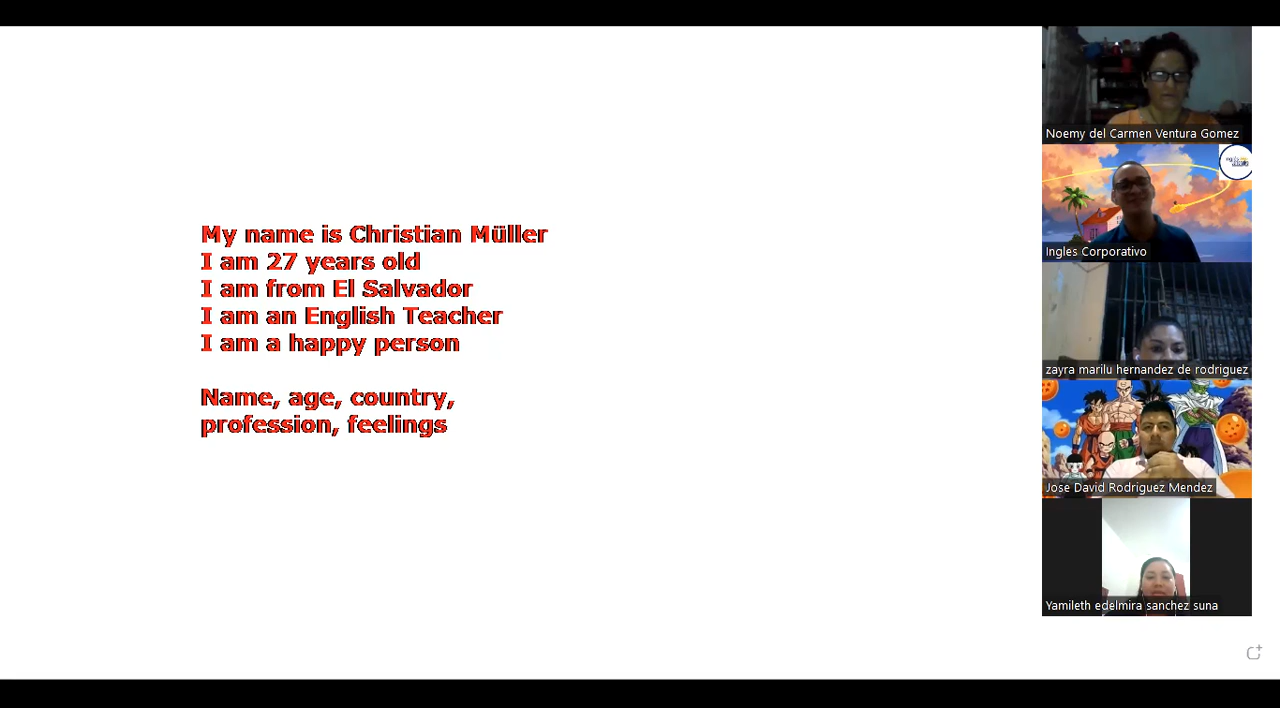 My name is Christian Müller
I am 27 years old
I am from El Salvador
I am an English Teacher
I am a happy person
Name, age, country,
profession, feelings
Noemy del Carmen Ventura Gomez
Ingles Corporativo
zayra marilu hernandez de rodriguez
Jose David Rodriguez Mendez
Yamileth edelmira sanchez suna